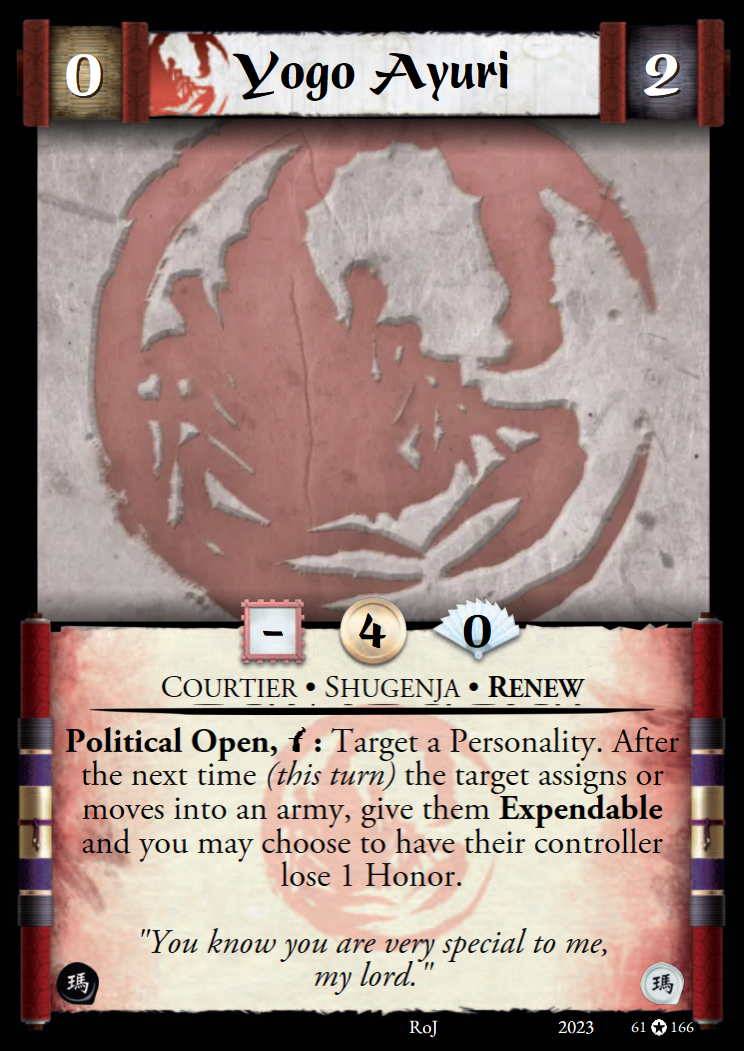 0 Yogo Ayuri 2
- 4 0
COURTIER • SHUGENJA • RENEW
Political Open, : Target a Personality. After
the next time (this turn) the target assigns or
moves into an army, give them Expendable
and you may choose to have their controller
lose 1 Honor.
"You know you are very special to me,
my lord."
瑪 瑪
RoJ 2023 61 166